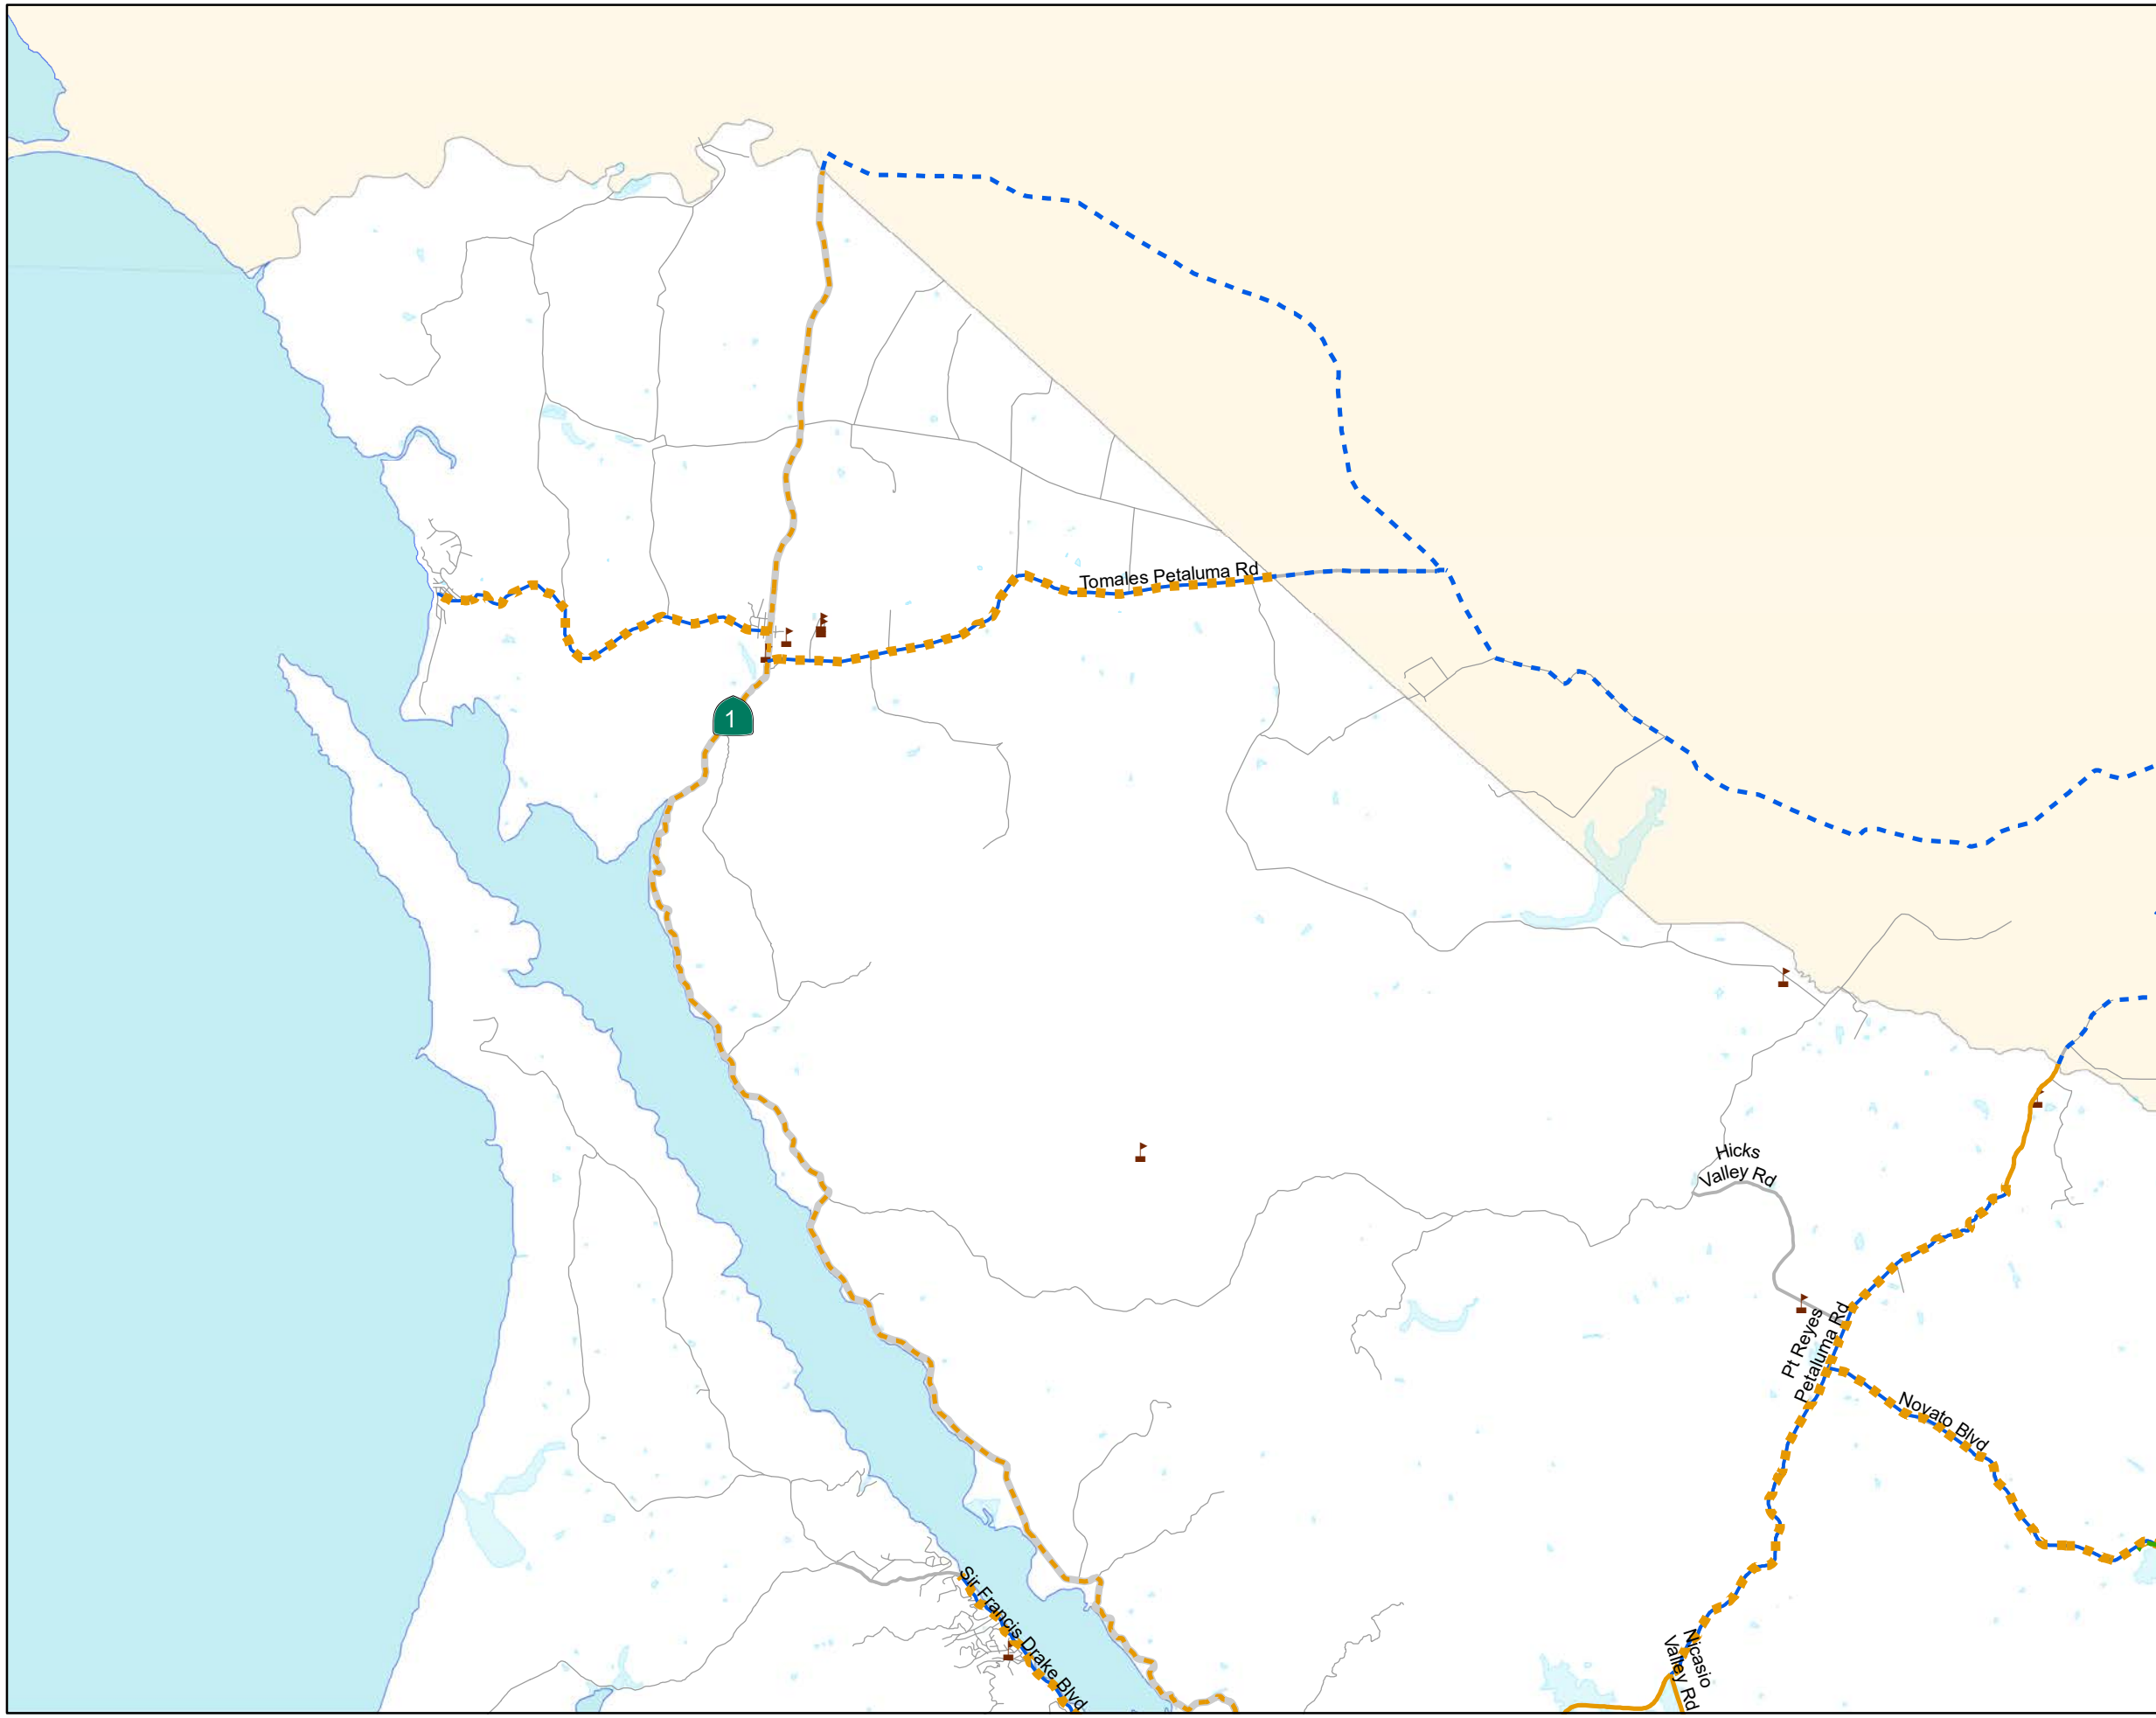 Tomales Petaluma Rd
1
Hicks
Valley Rd
Pt Reyes
Petaluma Rd
Novato Blvd
Sir Francis Drake Blvd
Nicasio
Valley Rd